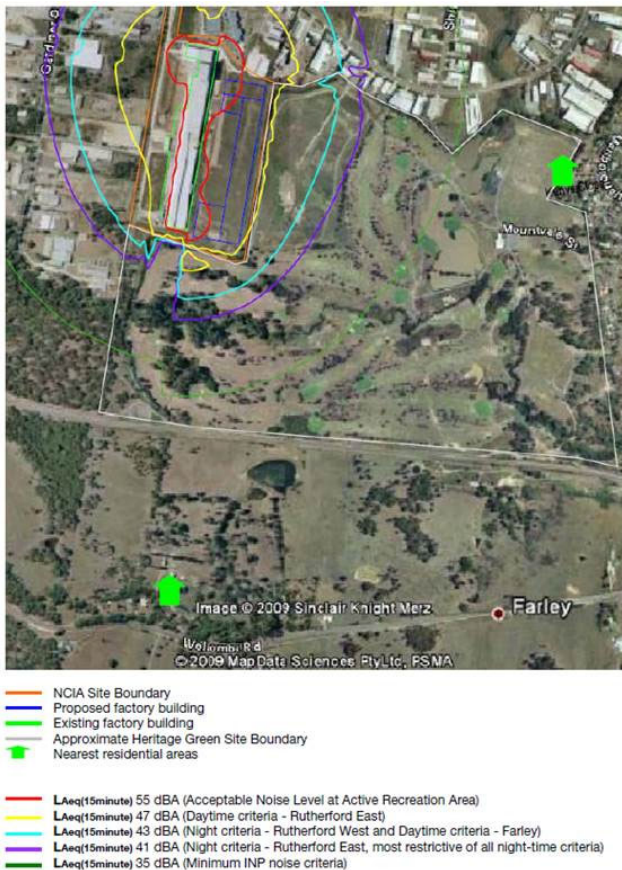 Mountvale St
Farley
Image © 2009 Sinclair Knight Merz
Wollombi Rd
© 2009 MapData Sciences PtyLtd, PSMA
NCIA Site Boundary
Proposed factory building
Existing factory building
Approximate Heritage Green Site Boundary
Nearest residential areas
LAeq(15minute) 55 dBA (Acceptable Noise Level at Active Recreation Area)
LAeq(15minute) 47 dBA (Daytime criteria - Rutherford East)
LAeq(15minute) 43 dBA (Night criteria - Rutherford West and Daytime criteria - Farley)
LAeq(15minute) 41 dBA (Night criteria - Rutherford East, most restrictive of all night-time criteria)
LAeq(15minute) 35 dBA (Minimum INP noise criteria)